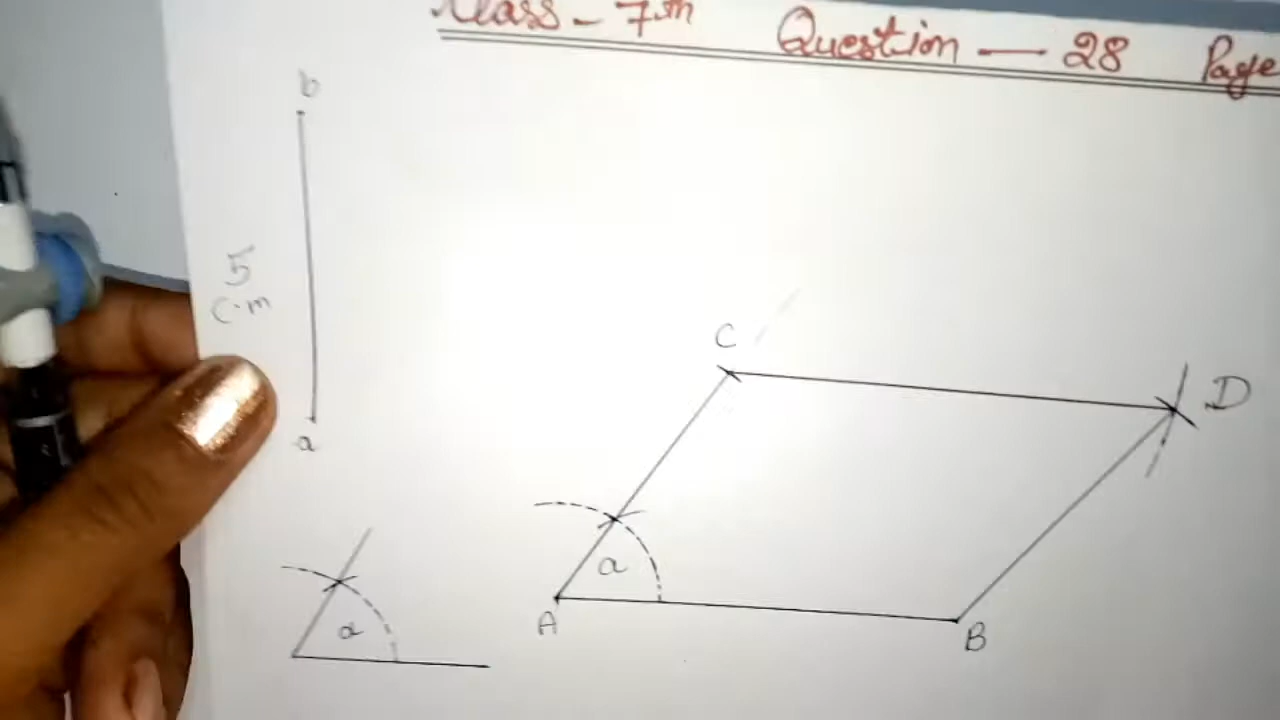 Class - 7th Question — 28 Page
b
5
C.m
a
C
D
a
A
B
a